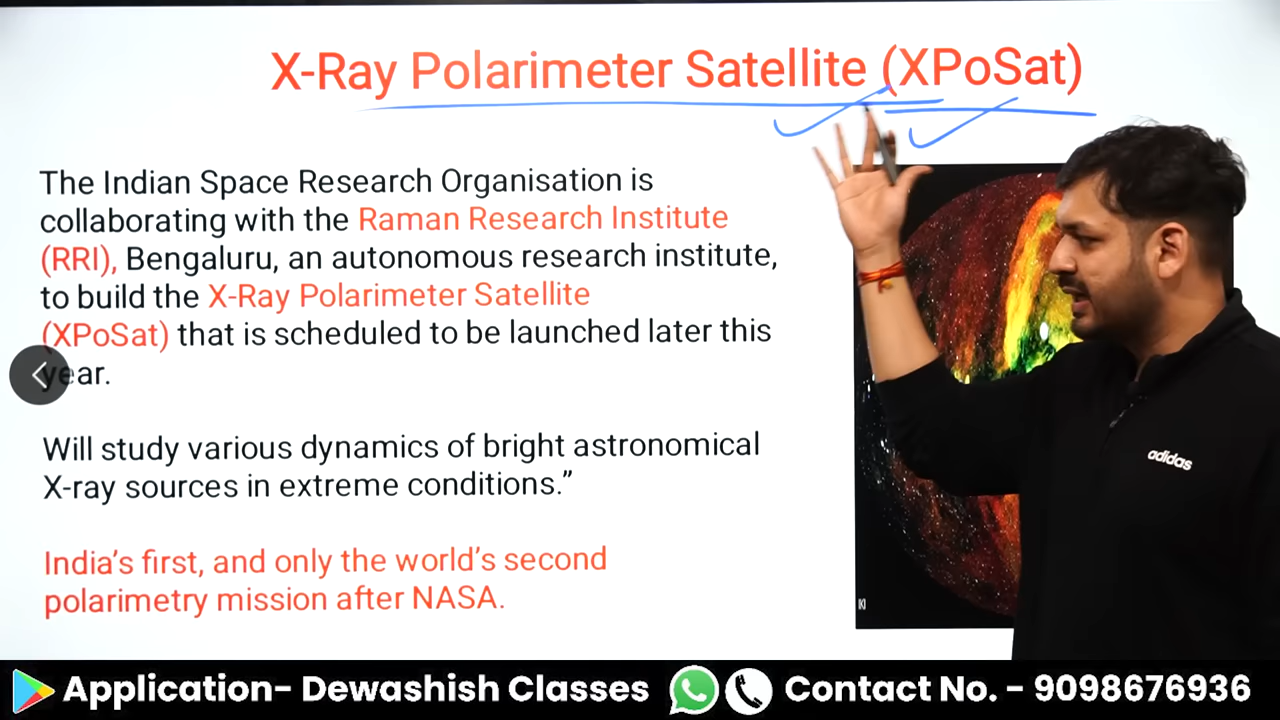 X-Ray Polarimeter Satellite (XPoSat)
The Indian Space Research Organisation is
collaborating with the Raman Research Institute
(RRI), Bengaluru, an autonomous research institute,
to build the X-Ray Polarimeter Satellite
(XPoSat) that is scheduled to be launched later this
year.
Will study various dynamics of bright astronomical
X-ray sources in extreme conditions.”
India’s first, and only the world’s second
polarimetry mission after NASA.
adidas
Application- Dewashish Classes Contact No. - 9098676936